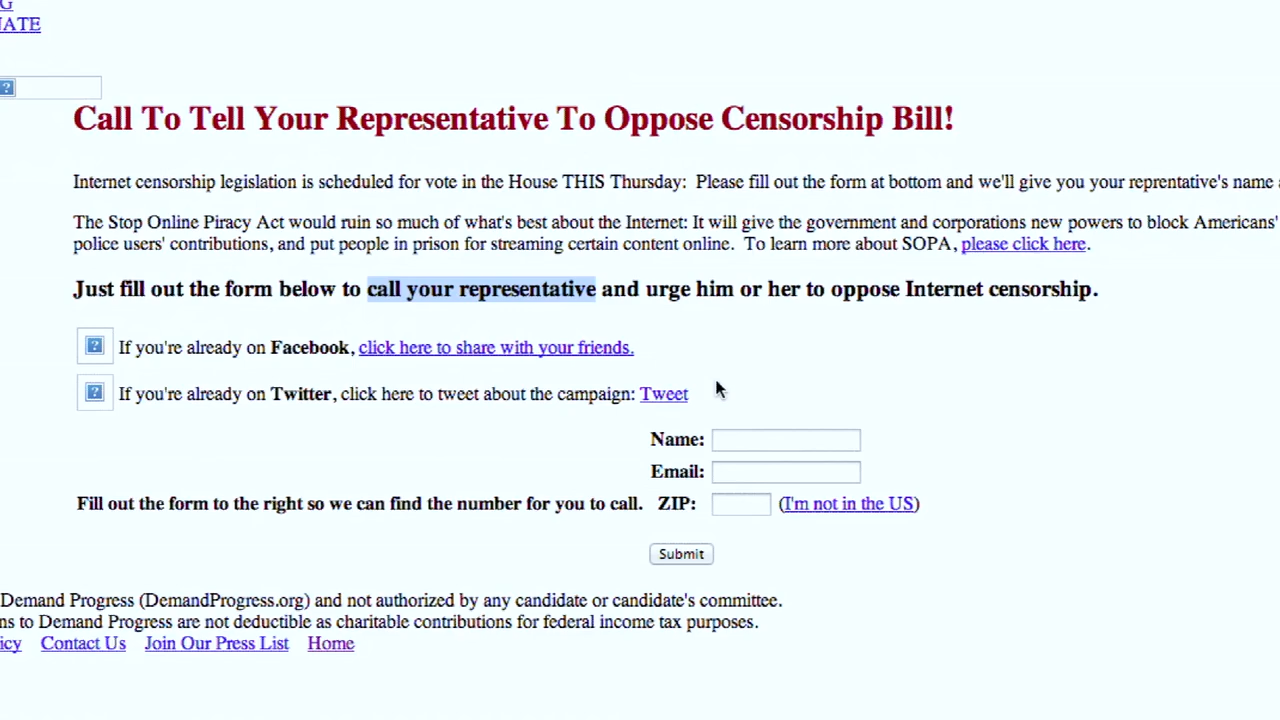 G
NATE
Call To Tell Your Representative To Oppose Censorship Bill!
Internet censorship legislation is scheduled for vote in the House THIS Thursday: Please fill out the form at bottom and we'll give you your reprentative's name
The Stop Online Piracy Act would ruin so much of what's best about the Internet: It will give the government and corporations new powers to block Americans'
police users' contributions, and put people in prison for streaming certain content online. To learn more about SOPA, please click here.
Just fill out the form below to call your representative and urge him or her to oppose Internet censorship.
If you're already on Facebook, click here to share with your friends.
If you're already on Twitter, click here to tweet about the campaign: Tweet
Name:
Email:
Fill out the form to the right so we can find the number for you to call. ZIP: (I'm not in the US)
Submit
Demand Progress (DemandProgress.org) and not authorized by any candidate or candidate's committee.
ns to Demand Progress are not deductible as charitable contributions for federal income tax purposes.
icy Contact Us Join Our Press List Home